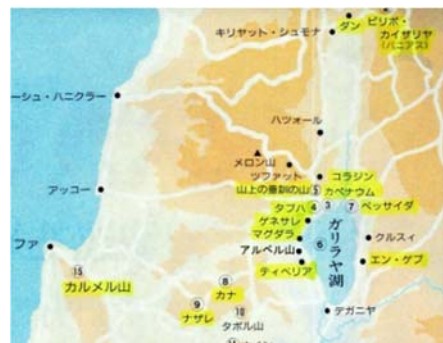 ダン
ピリポ・
カイザリヤ
(バニアス)
キリヤット・シュモナ
ーシュ・ハニクラー
ハツォール
メロン山
ツファット
コラジン
山上の垂訓の山
⑤
カペナウム
アッコー
タブハ
④
3
⑦
ベッサイダ
ゲネサレ
マグダラ
ガリラヤ湖
⑥
クルスィ
ファ
アルベル山
ティベリア
エン・ゲブ
⑮
カルメル山
⑧
カナ
⑨
ナザレ
⑩
タボル山
デガニヤ